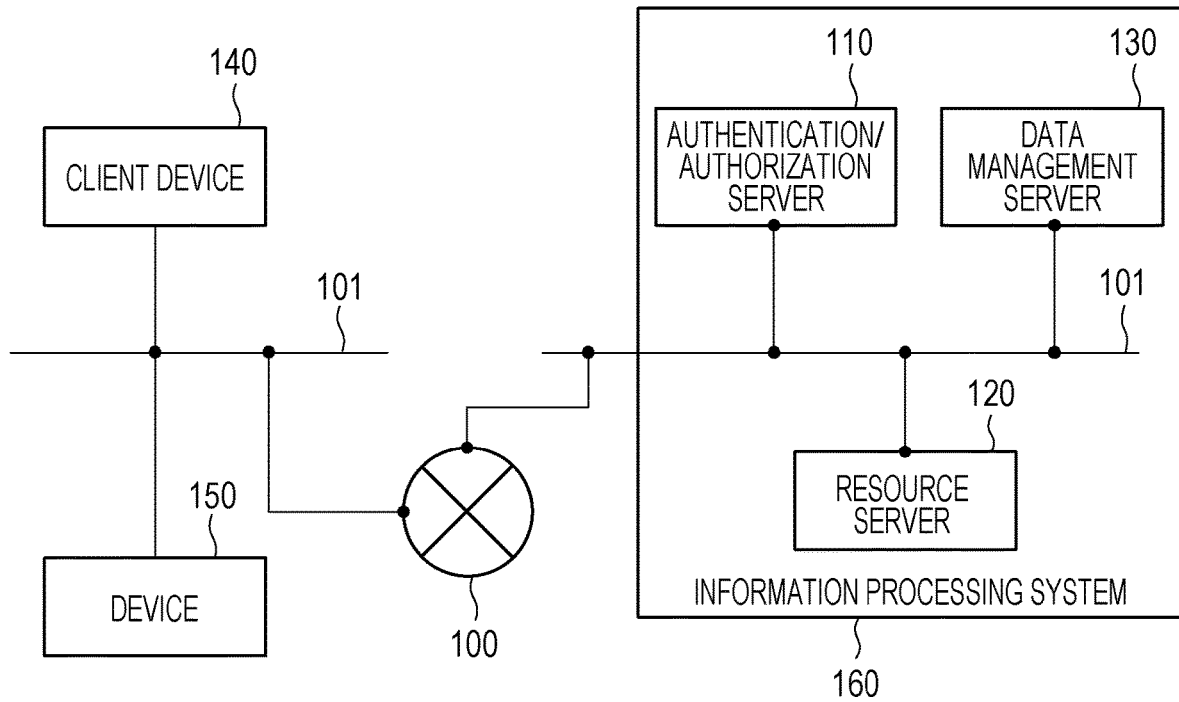 140
CLIENT DEVICE
101
150
DEVICE
100
110
AUTHENTICATION/
AUTHORIZATION
SERVER
130
DATA
MANAGEMENT
SERVER
101
120
RESOURCE
SERVER
INFORMATION PROCESSING SYSTEM
160